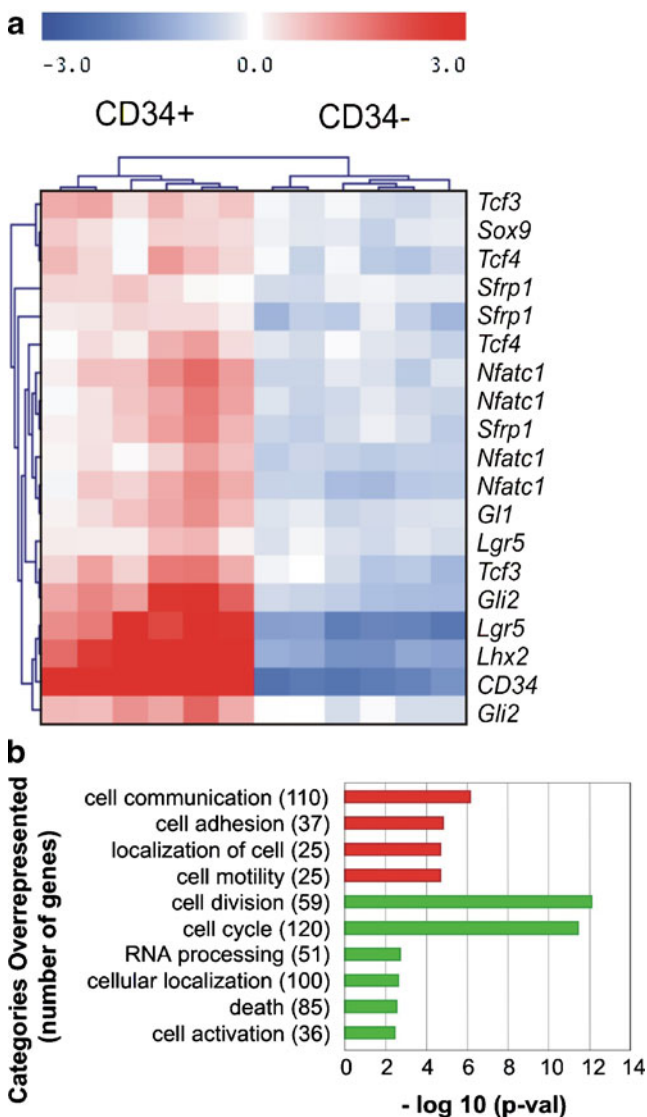 a
-3.0 0.0 3.0
CD34+ CD34-
Tcf3
Sox9
Tcf4
Sfrp1
Sfrp1
Tcf4
Nfatc1
Nfatc1
Sfrp1
Nfatc1
Nfatc1
Gl1
Lgr5
Tcf3
Gli2
Lgr5
Lhx2
CD34
Gli2
b
Categories Overrepresented
(number of genes)
cell communication (110)
cell adhesion (37)
localization of cell (25)
cell motility (25)
cell division (59)
cell cycle (120)
RNA processing (51)
cellular localization (100)
death (85)
cell activation (36)
0 2 4 6 8 10 12 14
- log 10 (p-val)